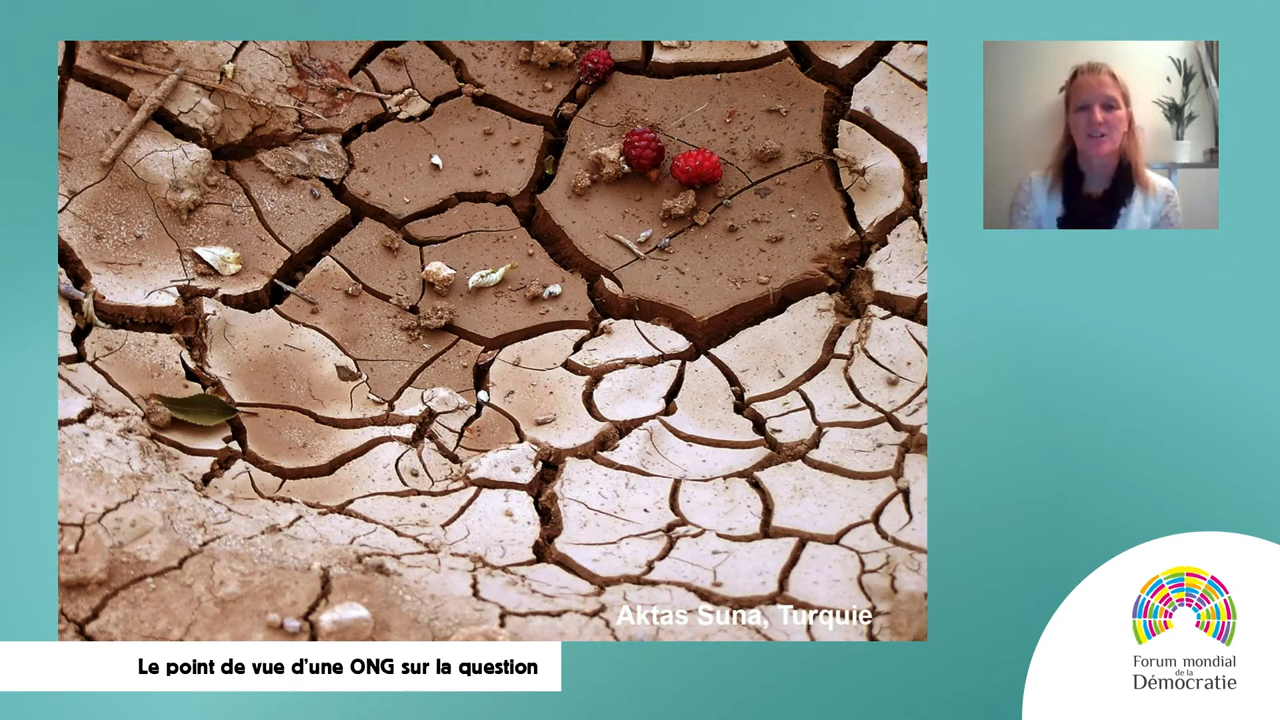 Aktas Suna, Turquie
Le point de vue d'une ONG sur la question
Forum mondial
de la
Démocratie